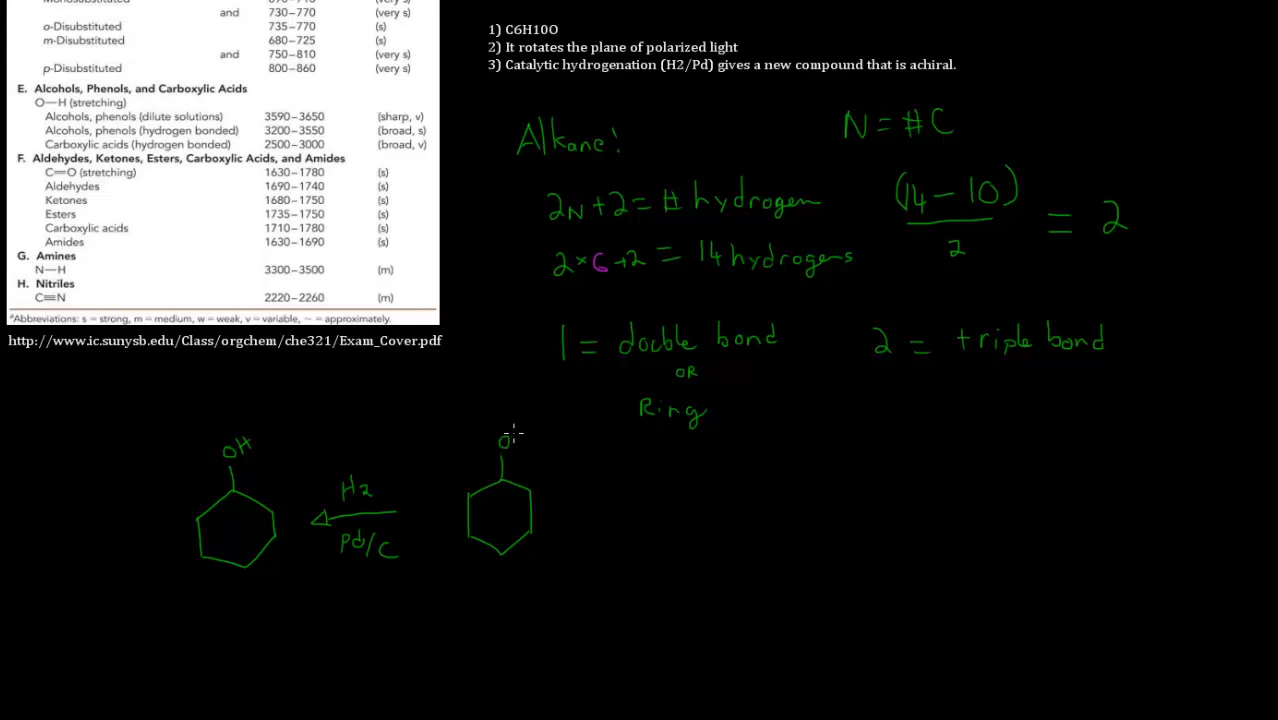 and 730–770 (very s)
o-Disubstituted 735–770 (s)
m-Disubstituted 680–725 (s)
and 750–810 (very s)
p-Disubstituted 800–860 (very s)
E. Alcohols, Phenols, and Carboxylic Acids
O—H (stretching)
Alcohols, phenols (dilute solutions) 3590–3650 (sharp, v)
Alcohols, phenols (hydrogen bonded) 3200–3550 (broad, s)
Carboxylic acids (hydrogen bonded) 2500–3000 (broad, v)
F. Aldehydes, Ketones, Esters, Carboxylic Acids, and Amides
C=O (stretching) 1630–1780 (s)
Aldehydes 1690–1740 (s)
Ketones 1680–1750 (s)
Esters 1735–1750 (s)
Carboxylic acids 1710–1780 (s)
Amides 1630–1690 (s)
G. Amines
N—H 3300–3500 (m)
H. Nitriles
C≡N 2220–2260 (m)
ᵃAbbreviations: s = strong, m = medium, w = weak, v = variable, ~ = approximately.
http://www.ic.sunysb.edu/Class/orgchem/che321/Exam_Cover.pdf
1) C6H10O
2) It rotates the plane of polarized light
3) Catalytic hydrogenation (H2/Pd) gives a new compound that is achiral.
Alkane:
N = #C
2N+2 = # hydrogen
2×6+2 = 14 hydrogens
(14 – 10)
2
= 2
1 = double bond
OR
Ring
2 = triple bond
OH
H2
Pd/C
O